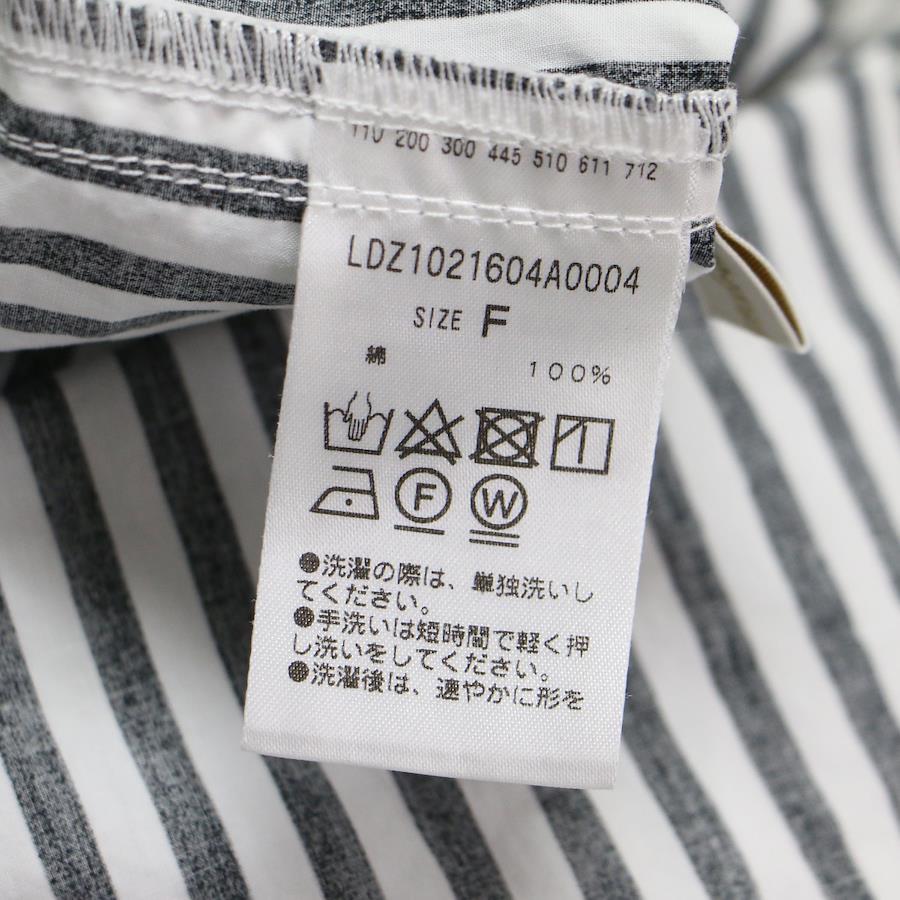 110 200 300 445 510 611 712
LDZ1021604A0004
SIZE F
綿 100%
F W
●洗濯の際は、単独洗いし
てください。
●手洗いは短時間で軽く押
し洗いをしてください。
●洗濯後は、速やかに形を